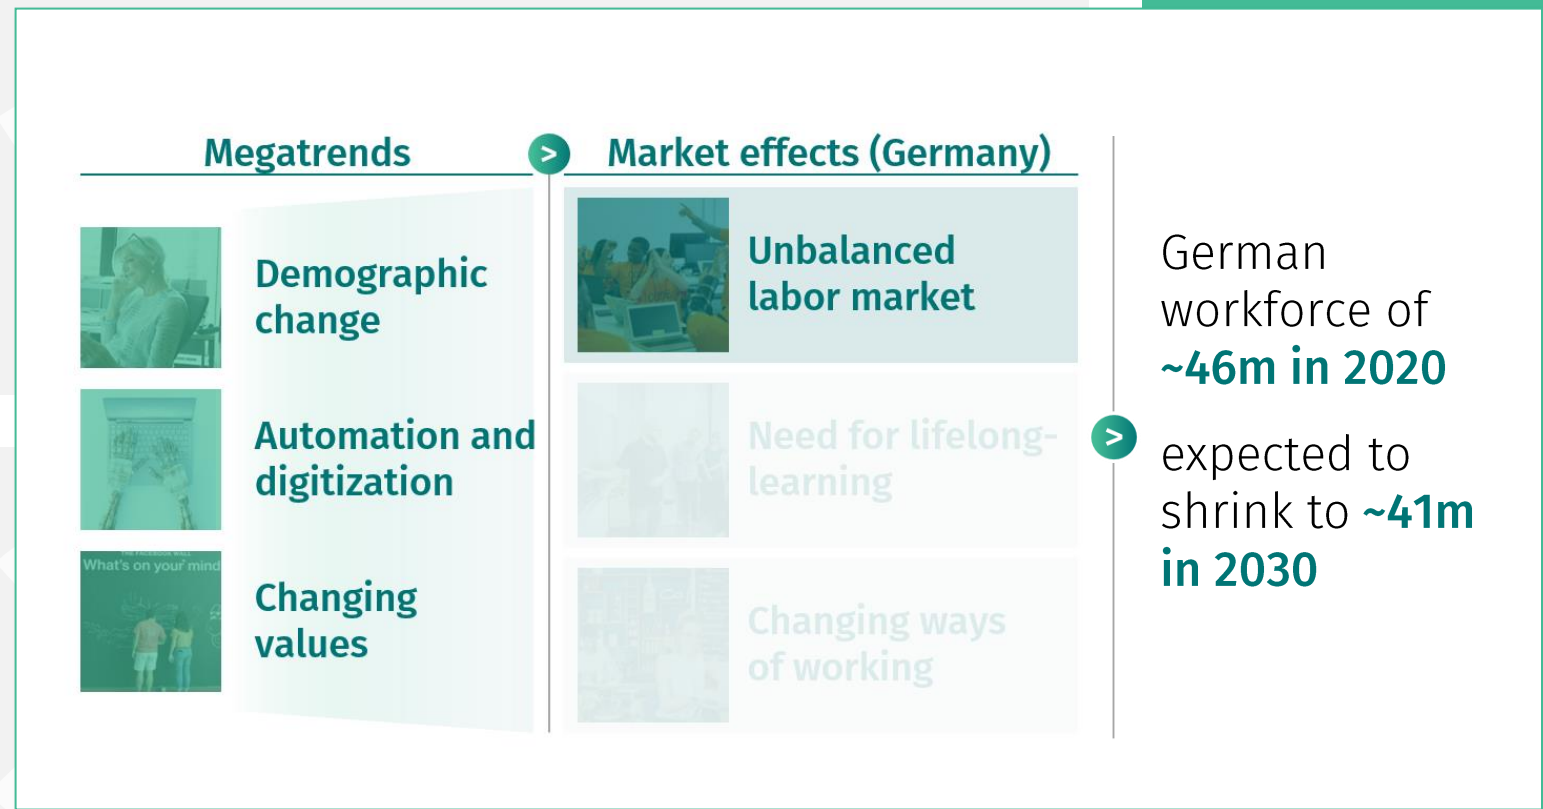 Megatrends
>
Market effects (Germany)
Demographic
change
Automation and
digitization
What's on your mind
Changing
values
Unbalanced
labor market
Need for lifelong-
learning
Changing ways
of working
>
German
workforce of
~46m in 2020
expected to
shrink to ~41m
in 2030